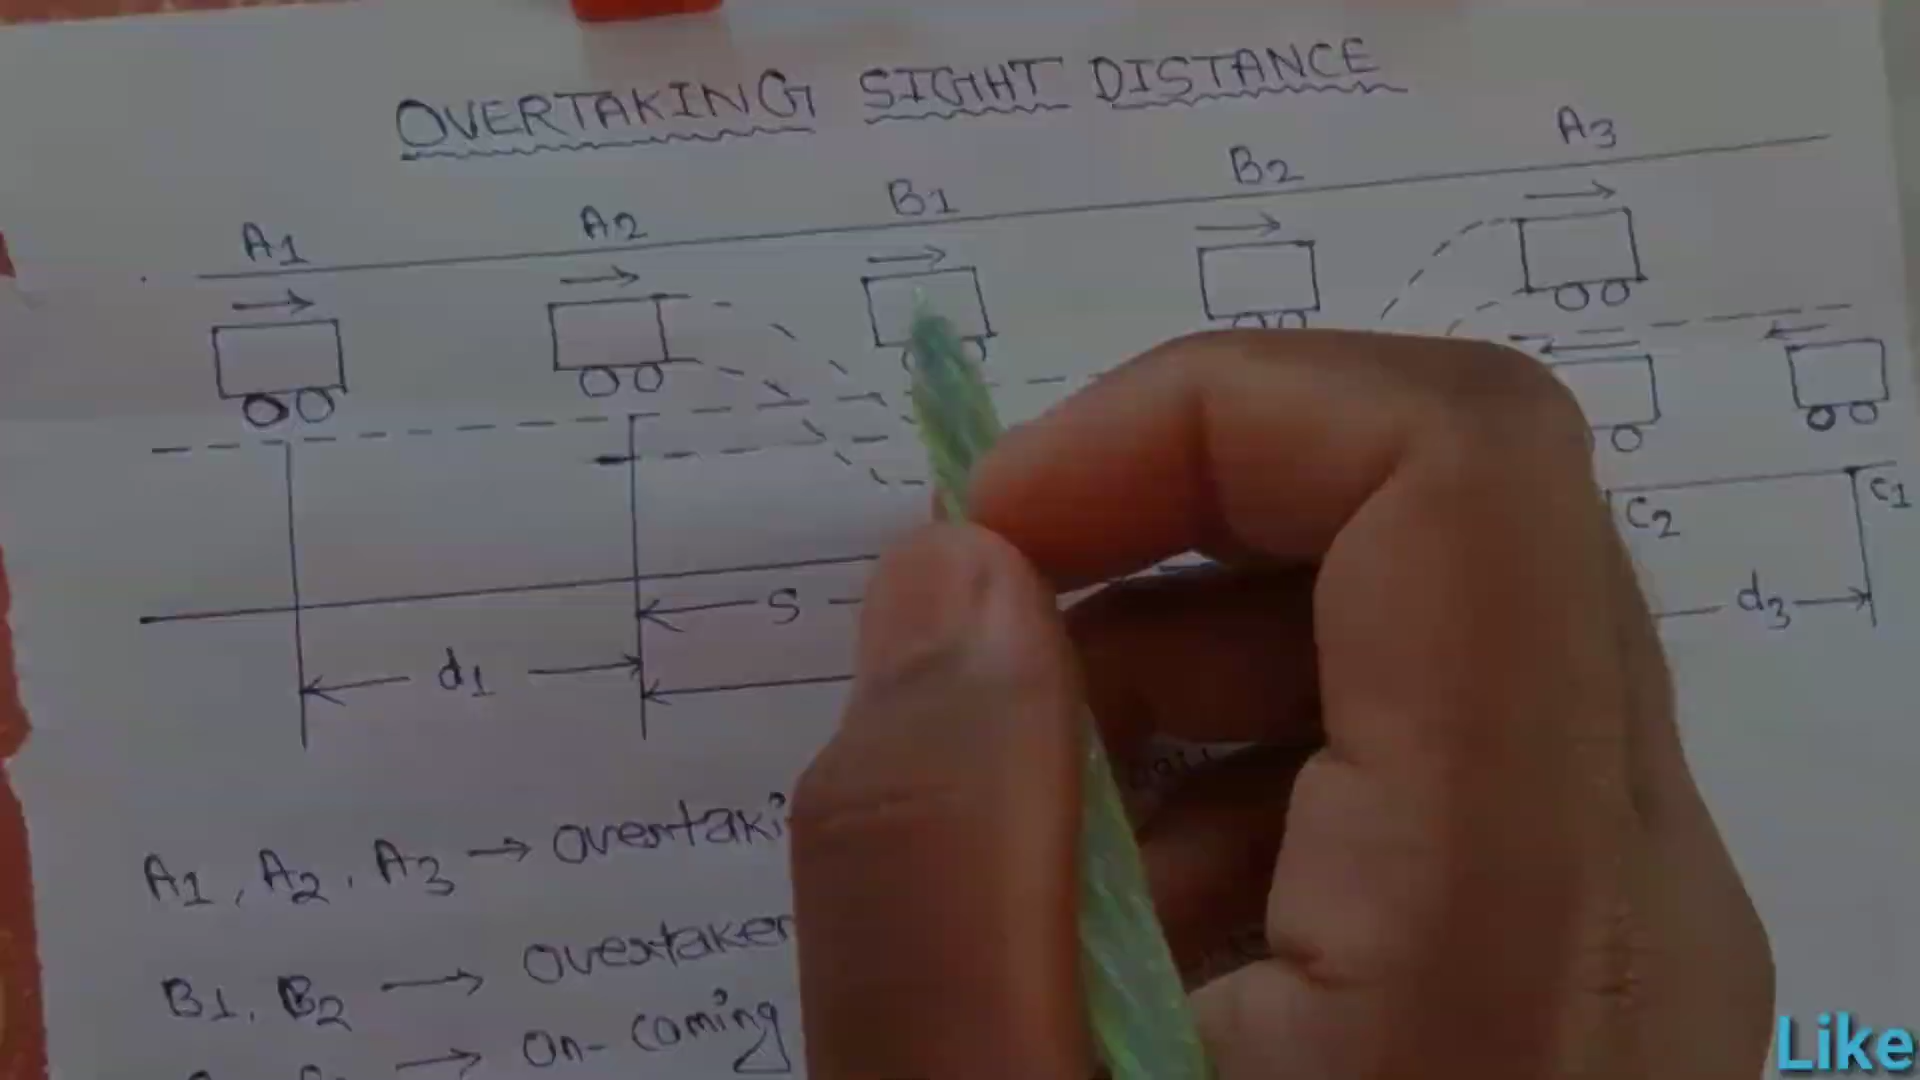 OVERTAKING SIGHT DISTANCE
A1 A2 B1 B2 A3
C2 C1
S
d1 d3
A1, A2, A3 → overtaki
B1, B2 → overtaken
→ on-coming
Like